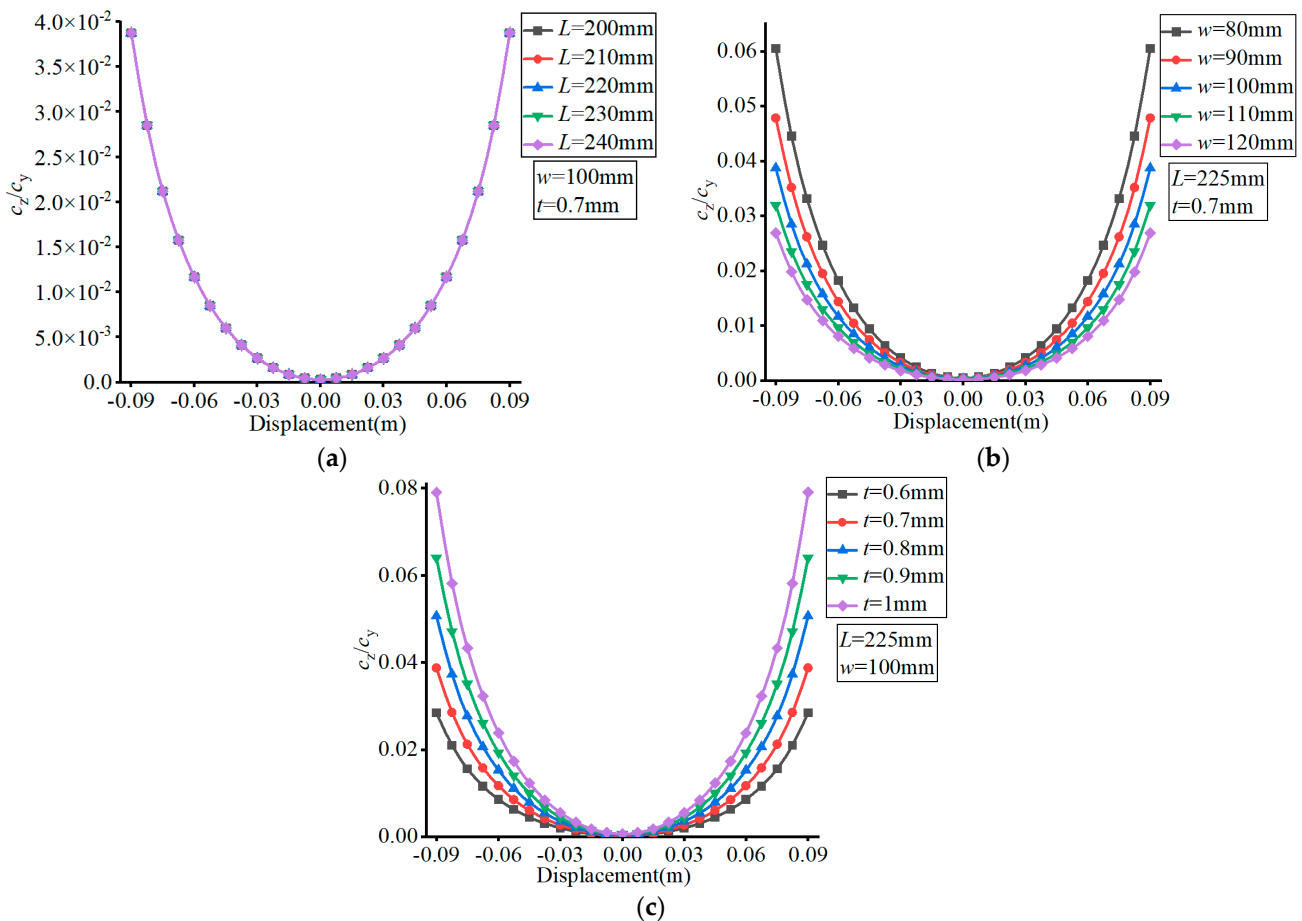 4.0×10⁻²
3.5×10⁻²
3.0×10⁻²
2.5×10⁻²
2.0×10⁻²
1.5×10⁻²
1.0×10⁻²
5.0×10⁻³
0.0
c_z/c_y
-0.09 -0.06 -0.03 0.00 0.03 0.06 0.09
Displacement(m)
L=200mm
L=210mm
L=220mm
L=230mm
L=240mm
w=100mm
t=0.7mm
(a)
0.06
0.05
0.04
0.03
0.02
0.01
0.00
c_z/c_y
-0.09 -0.06 -0.03 0.00 0.03 0.06 0.09
Displacement(m)
w=80mm
w=90mm
w=100mm
w=110mm
w=120mm
L=225mm
t=0.7mm
(b)
0.08
0.06
0.04
0.02
0.00
c_z/c_y
-0.09 -0.06 -0.03 0.00 0.03 0.06 0.09
Displacement(m)
t=0.6mm
t=0.7mm
t=0.8mm
t=0.9mm
t=1mm
L=225mm
w=100mm
(c)